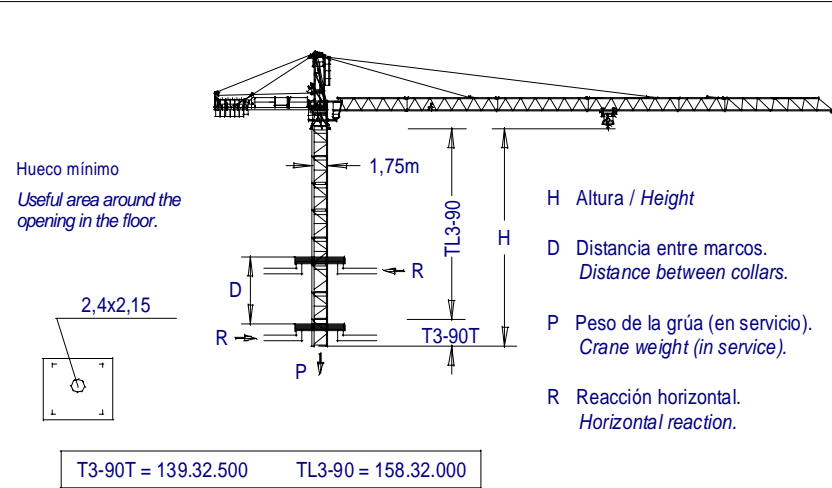 Hueco mínimo
Useful area around the
opening in the floor.
2,4x2,15
1,75m
TL3-90
H
D
R
R
T3-90T
P
H Altura / Height
D Distancia entre marcos.
Distance between collars.
P Peso de la grúa (en servicio).
Crane weight (in service).
R Reacción horizontal.
Horizontal reaction.
T3-90T = 139.32.500 TL3-90 = 158.32.000